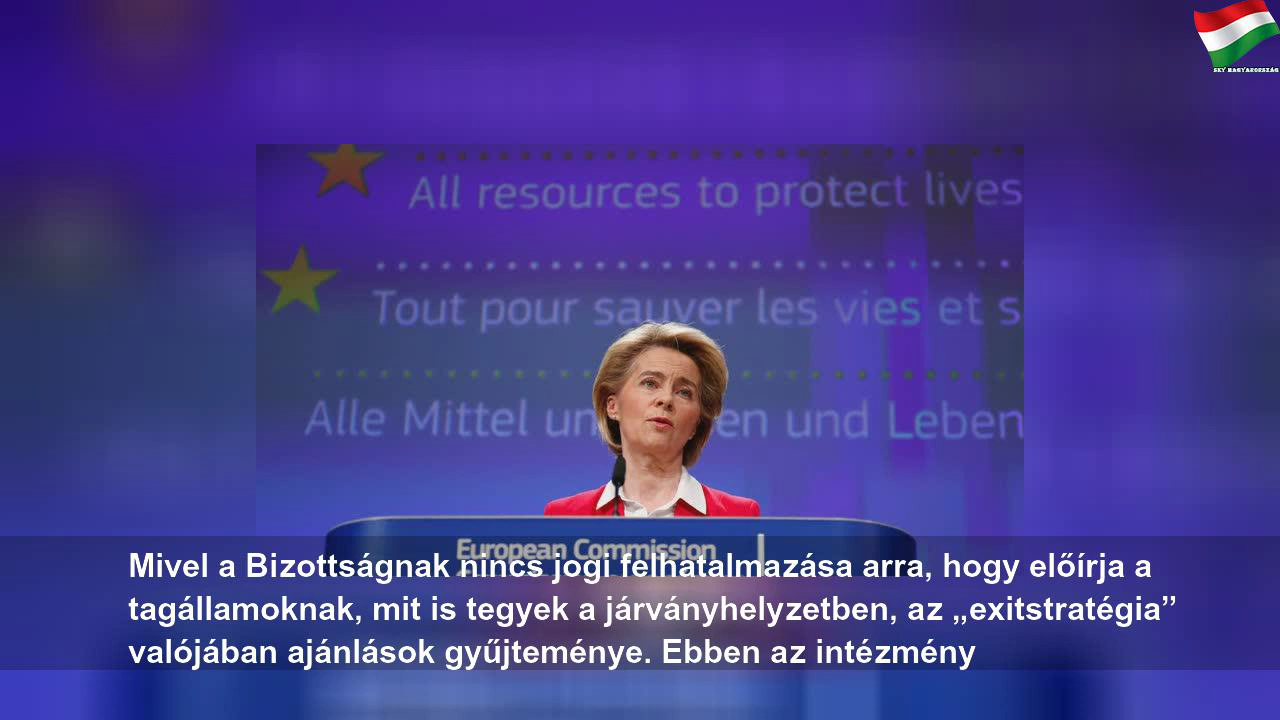 SKY MAGYARORSZÁG
All resources to protect lives
Tout pour sauver les vies et s
Alle Mittel un en und Leben
European Commission
Mivel a Bizottságnak nincs jogi felhatalmazása arra, hogy előírja a
tagállamoknak, mit is tegyek a járványhelyzetben, az „exitstratégia”
valójában ajánlások gyűjteménye. Ebben az intézmény